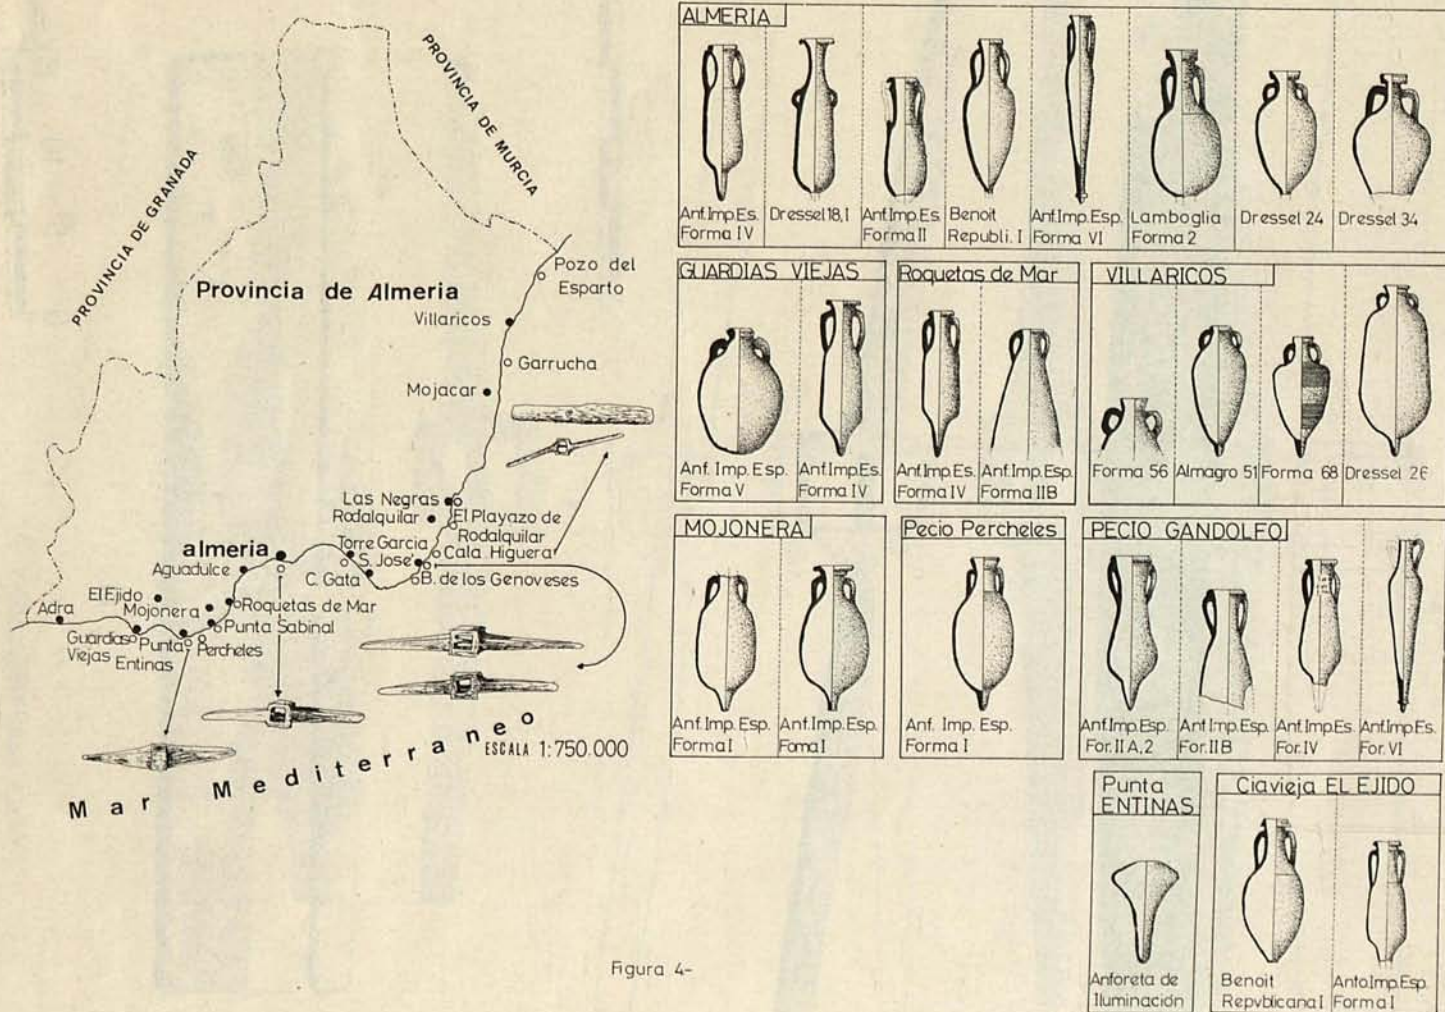 PROVINCIA DE GRANADA
PROVINCIA DE MURCIA
Provincia de Almeria
Pozo del
Esparto
Villaricos
Garrucha
Mojacar
Las Negras
Rodalquilar
El Playazo de
Rodalquilar
Torre Garcia
Cala Higuera
almeria
S. Jose
Aguadulce
C. Gata
B. de los Genoveses
El Ejido
Mojonera
Roquetas de Mar
Adra
Punta Sabinal
Guardias
Viejas
Punta
Entinas
Percheles
Mar Mediterraneo
ESCALA 1:750.000
ALMERIA
Anf.Imp.Es.
Forma IV
Dressel 18,1
Anf.Imp.Es.
Forma II
Benoit
Republi. I
Anf.Imp.Esp.
Forma VI
Lamboglia
Forma 2
Dressel 24
Dressel 34
GUARDIAS VIEJAS
Anf. Imp. Esp.
Forma V
Anf.Imp.Es.
Forma IV
Roquetas de Mar
Anf.Imp.Es.
Forma IV
Anf.Imp.Esp.
Forma IIB
VILLARICOS
Forma 56
Almagro 51
Forma 68
Dressel 26
MOJONERA
Anf.Imp. Esp.
Forma I
Anf.Imp. Esp.
Foma I
Pecio Percheles
Anf. Imp. Esp.
Forma I
PECIO GANDOLFO
Anf.Imp.Esp.
For. II A,2
Anf Imp.Esp.
For. II B
Anf.Imp.Es.
For. IV
Anf.Imp.Es.
For. VI
Punta
ENTINAS
Anforeta de
Iluminación
Ciavieja EL EJIDO
Benoit
Repvblicana I
Anto.Imp.Esp.
Forma I
Figura 4-